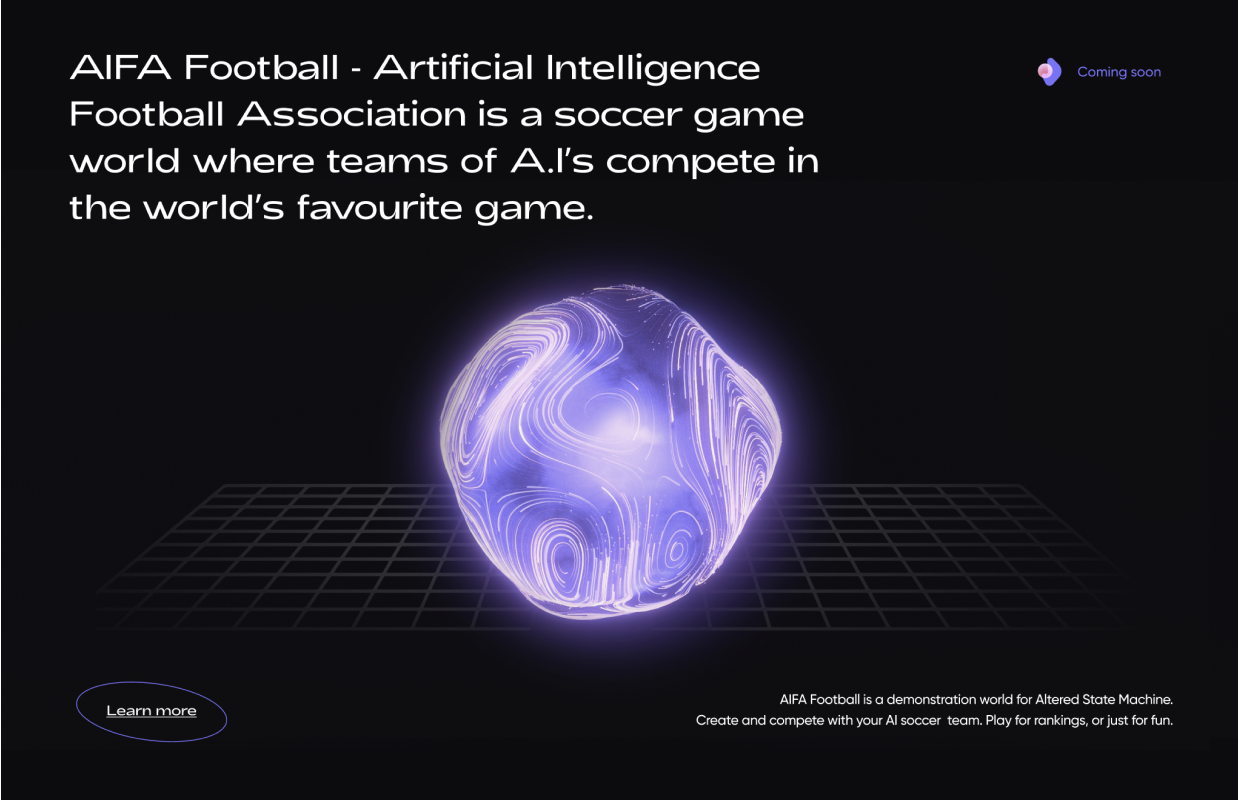 AIFA Football - Artificial Intelligence
Football Association is a soccer game
world where teams of A.I's compete in
the world's favourite game.
Coming soon
Learn more
AIFA Football is a demonstration world for Altered State Machine.
Create and compete with your AI soccer team. Play for rankings, or just for fun.